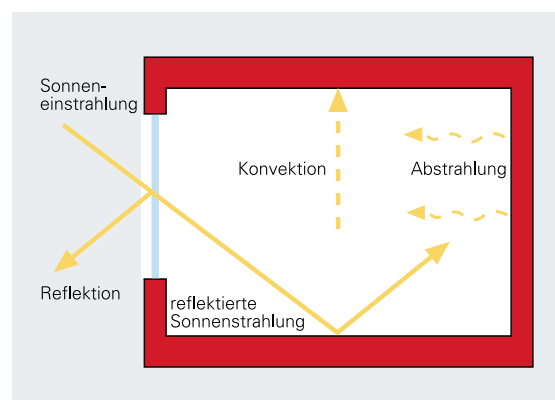 Sonnen-
einstrahlung
Konvektion
Abstrahlung
Reflektion
reflektierte
Sonnenstrahlung